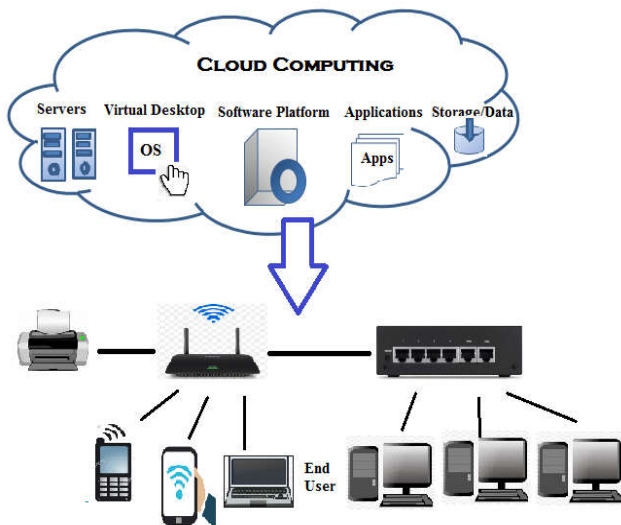 CLOUD COMPUTING
Servers Virtual Desktop Software Platform Applications Storage/Data
OS
Apps
End
User